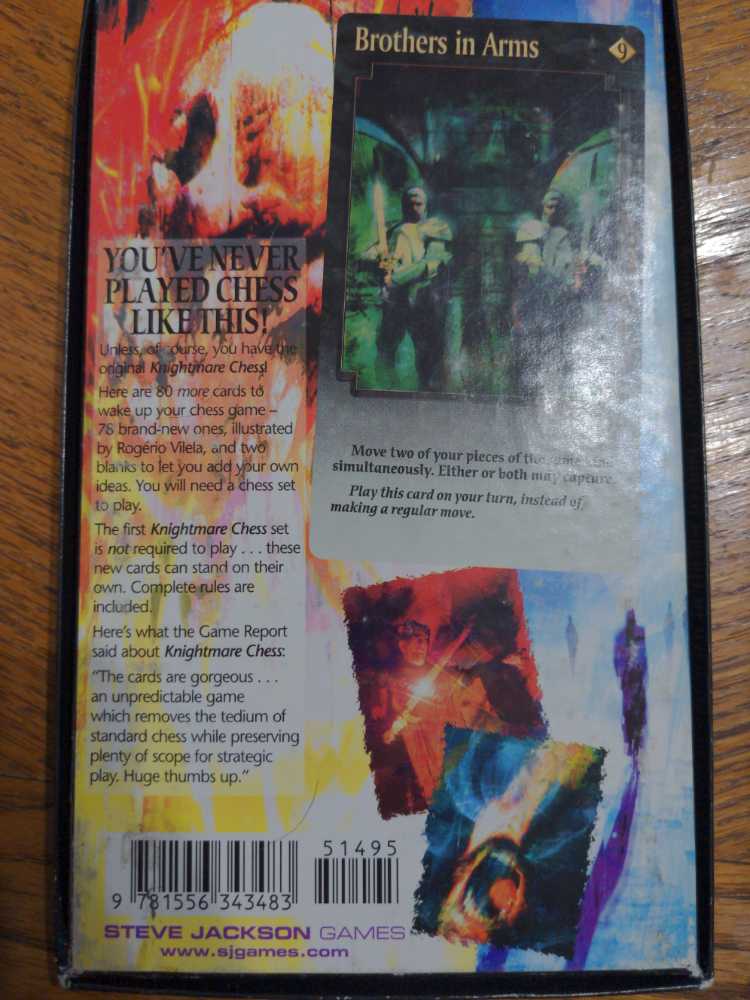 Brothers in Arms
9
YOU'VE NEVER
PLAYED CHESS
LIKE THIS!
Unless, of course, you have the
original Knightmare Chess!
Here are 80 more cards to
wake up your chess game –
78 brand-new ones, illustrated
by Rogério Vilela, and two
blanks to let you add your own
ideas. You will need a chess set
to play.
The first Knightmare Chess set
is not required to play . . . these
new cards can stand on their
own. Complete rules are
included.
Here's what the Game Report
said about Knightmare Chess:
"The cards are gorgeous . . .
an unpredictable game
which removes the tedium of
standard chess while preserving
plenty of scope for strategic
play. Huge thumbs up."
Move two of your pieces of the same kind
simultaneously. Either or both may capture.
Play this card on your turn, instead of
making a regular move.
51495
9 781556 343483
STEVE JACKSON GAMES
www.sjgames.com